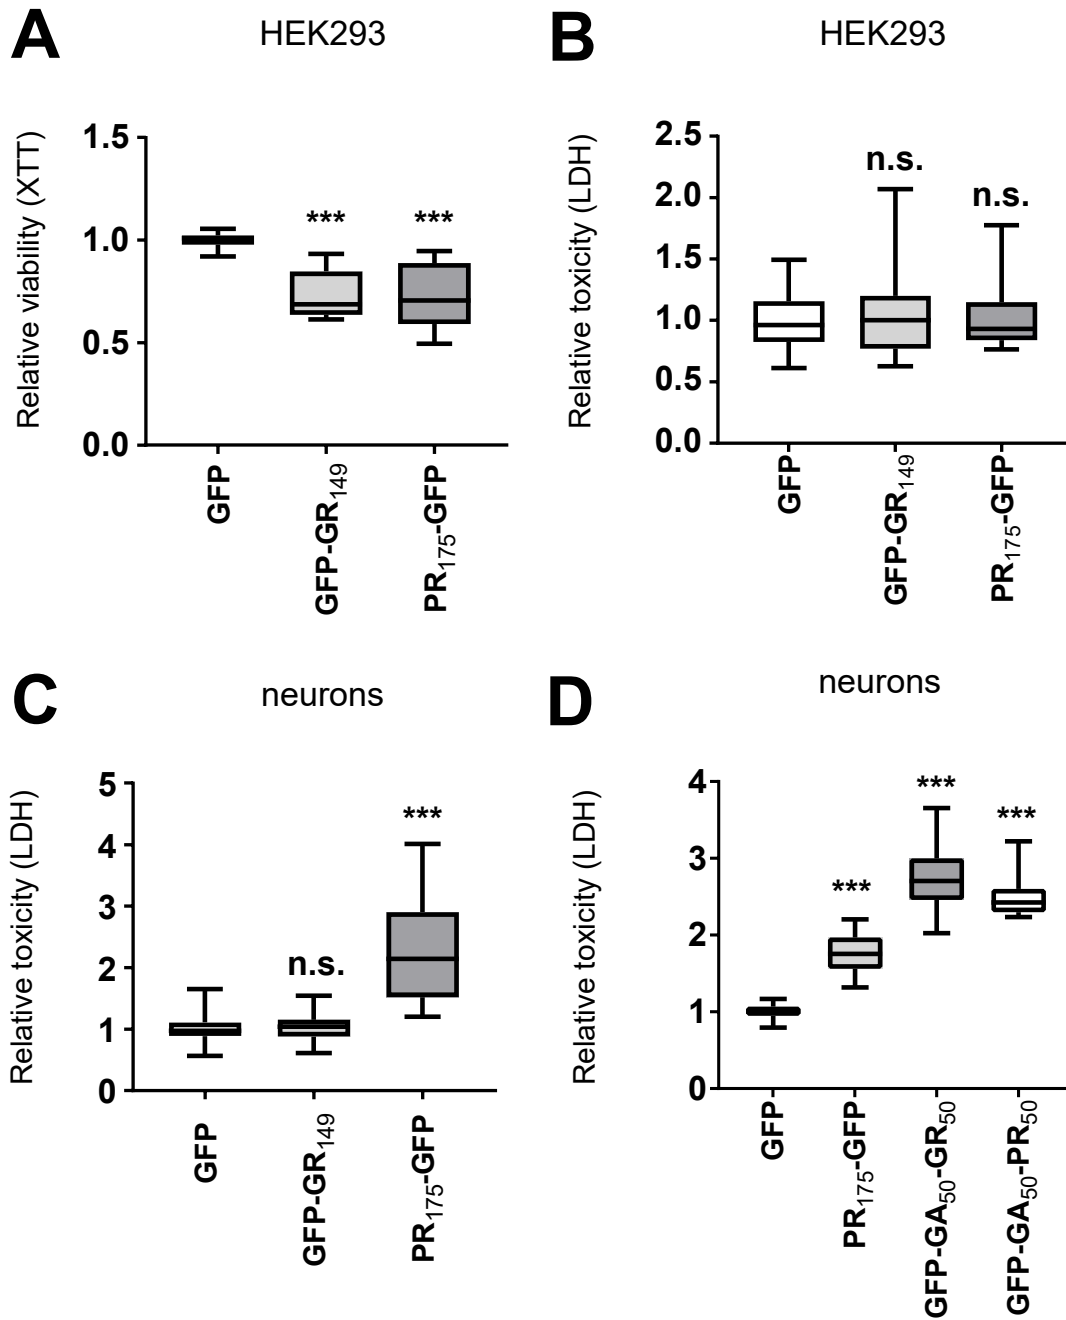 A
HEK293
Relative viability (XTT)
1.5
1.0
0.5
0.0
***
***
GFP
GFP-GR149
PR175-GFP
B
HEK293
Relative toxicity (LDH)
2.5
2.0
1.5
1.0
0.5
0.0
n.s.
n.s.
GFP
GFP-GR149
PR175-GFP
C
neurons
Relative toxicity (LDH)
5
4
3
2
1
0
n.s.
***
GFP
GFP-GR149
PR175-GFP
D
neurons
Relative toxicity (LDH)
4
3
2
1
0
***
***
***
GFP
PR175-GFP
GFP-GA50-GR50
GFP-GA50-PR50